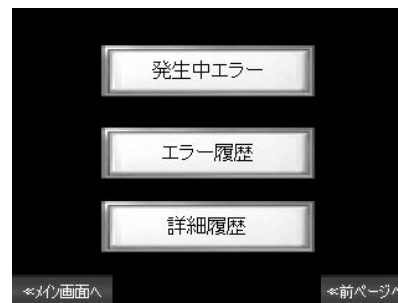 発生中エラー
エラー履歴
詳細履歴
≪ﾒｲﾝ画面へ
≪前ページへ